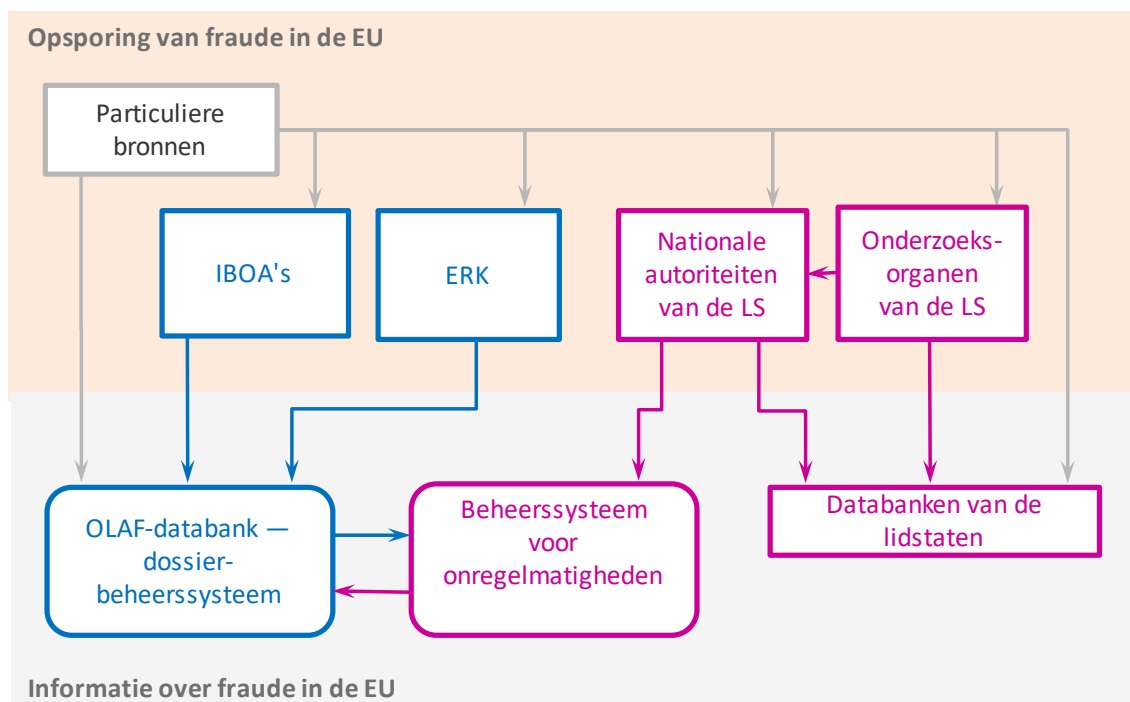 Opsporing van fraude in de EU
Particuliere
bronnen
IBOA's
ERK
Nationale
autoriteiten
van de LS
Onderzoeks-
organen
van de LS
OLAF-databank —
dossier-
beheerssysteem
Beheerssysteem
voor
onregelmatigheden
Databanken van de
lidstaten
Informatie over fraude in de EU